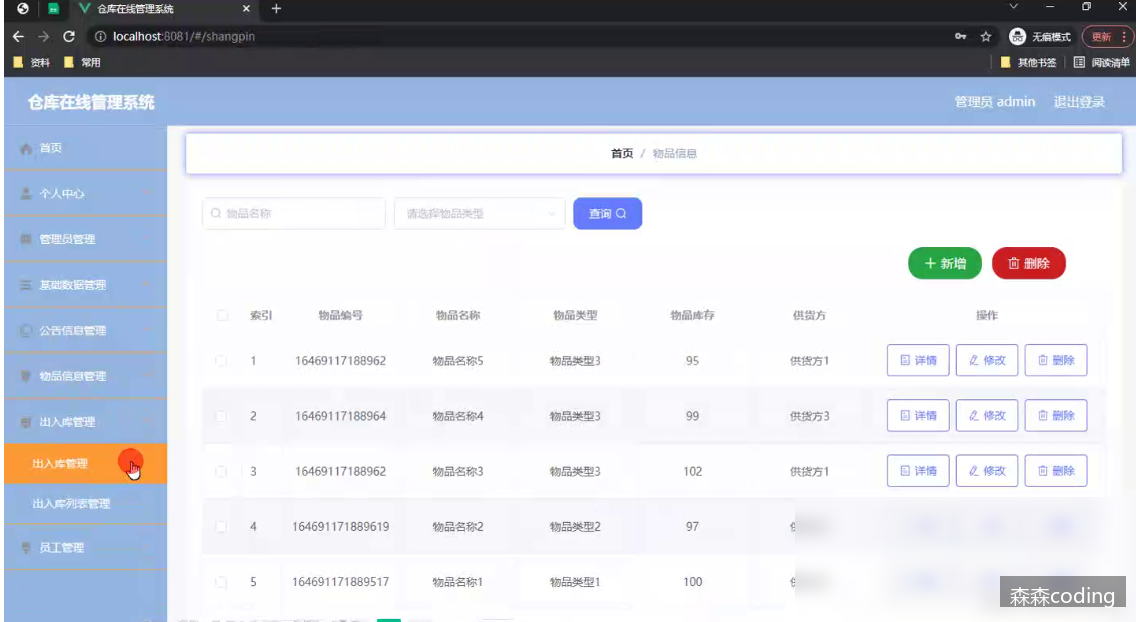 仓库在线管理系统
localhost:8081/#/shangpin
无痕模式
更新
资料
常用
其他书签
阅读清单
仓库在线管理系统
管理员 admin
退出登录
首页
个人中心
管理员管理
基础数据管理
公告信息管理
物品信息管理
出入库管理
出入库管理
出入库列表管理
员工管理
首页 / 物品信息
物品名称
请选择物品类型
查询
新增
删除
索引 物品编号 物品名称 物品类型 物品库存 供货方 操作
1 16469117188962 物品名称5 物品类型3 95 供货方1 详情 修改 删除
2 16469117188964 物品名称4 物品类型3 99 供货方3 详情 修改 删除
3 16469117188962 物品名称3 物品类型3 102 供货方1 详情 修改 删除
4 164691171889619 物品名称2 物品类型2 97
5 164691171889517 物品名称1 物品类型1 100
森森coding